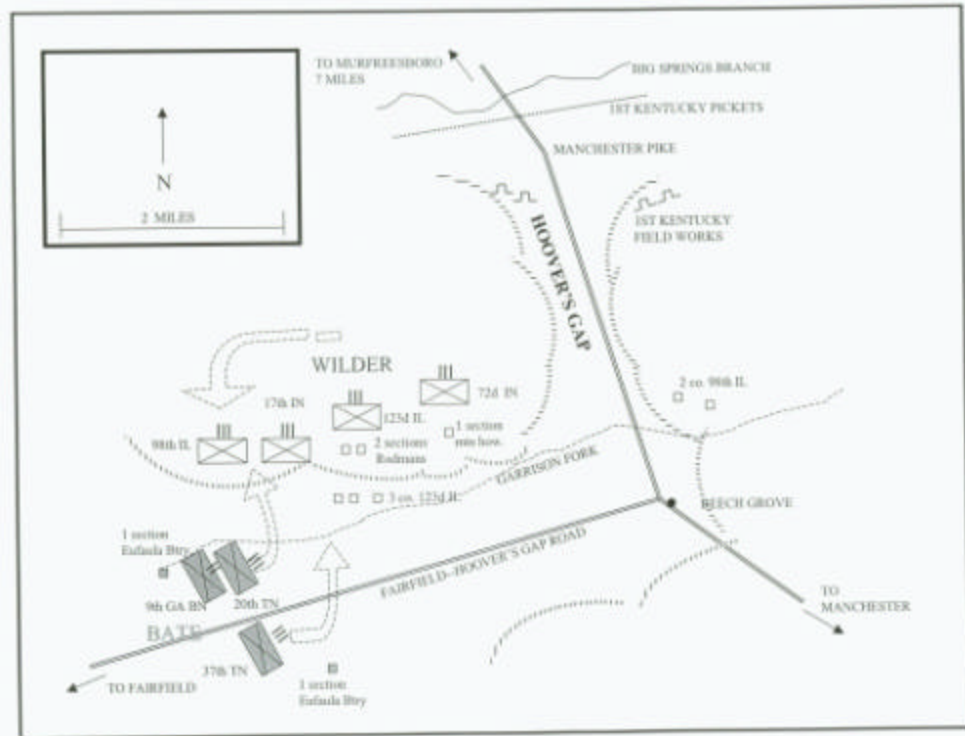 TO MURFREESBORO
7 MILES
BIG SPRINGS BRANCH
1ST KENTUCKY PICKETS
MANCHESTER PIKE
N
2 MILES
1ST KENTUCKY
FIELD WORKS
HOOVER'S GAP
WILDER
17th IN
72d IN
2 co. 98th IL
123d IL
98th IL
2 sections
Rodmans
1 section
mtn how.
GARRISON FORK
3 co. 123d IL
BEECH GROVE
1 section
Eufaula Btry
FAIRFIELD-HOOVER'S GAP ROAD
9th GA BN
20th TN
TO
MANCHESTER
BATE
37th TN
TO FAIRFIELD
1 section
Eufaula Btry